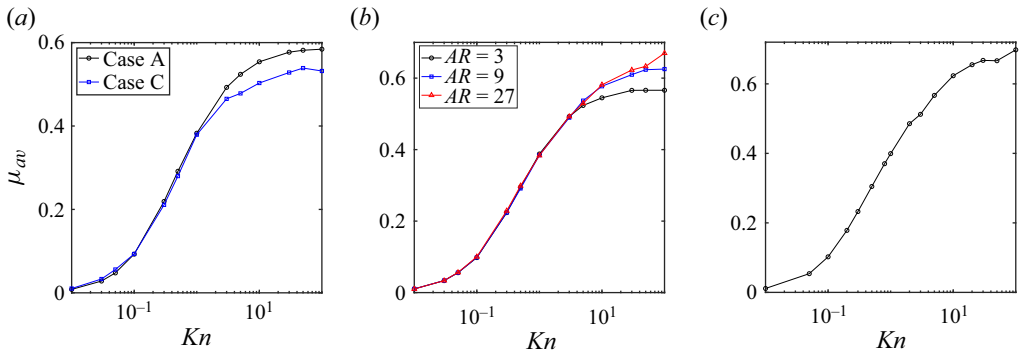 (a)
0.6
0.4
0.2
0
μav
Case A
Case C
10−1
101
Kn
(b)
0.6
0.4
0.2
0
AR = 3
AR = 9
AR = 27
10−1
101
Kn
(c)
0.6
0.4
0.2
0
10−1
101
Kn